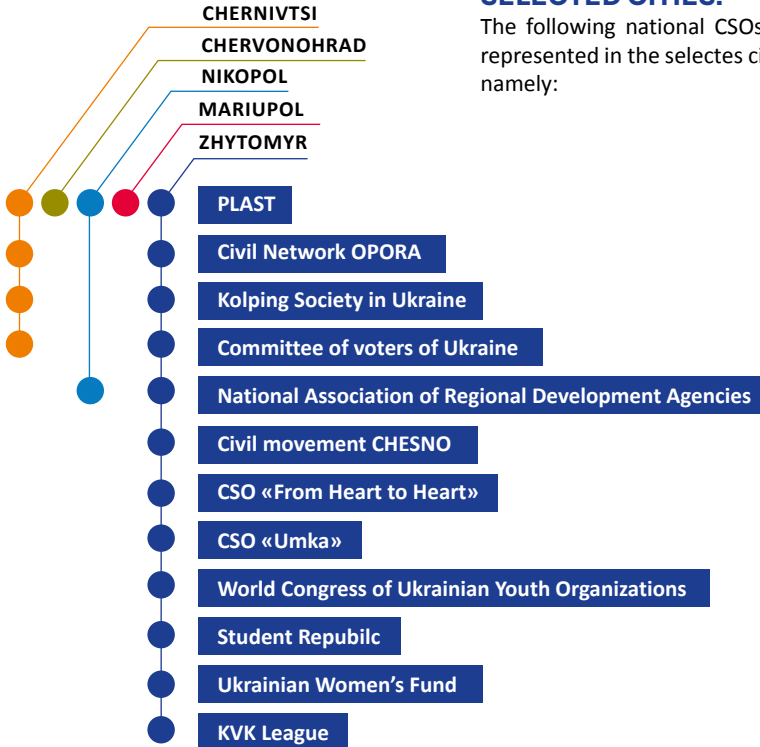 SELECTED CITIES:
The following national CSOs
represented in the selectes ci
namely:
CHERNIVTSI
CHERVONOHRAD
NIKOPOL
MARIUPOL
ZHYTOMYR
PLAST
Civil Network OPORA
Kolping Society in Ukraine
Committee of voters of Ukraine
National Association of Regional Development Agencies
Civil movement CHESNO
CSO «From Heart to Heart»
CSO «Umka»
World Congress of Ukrainian Youth Organizations
Student Repubilc
Ukrainian Women's Fund
KVK League